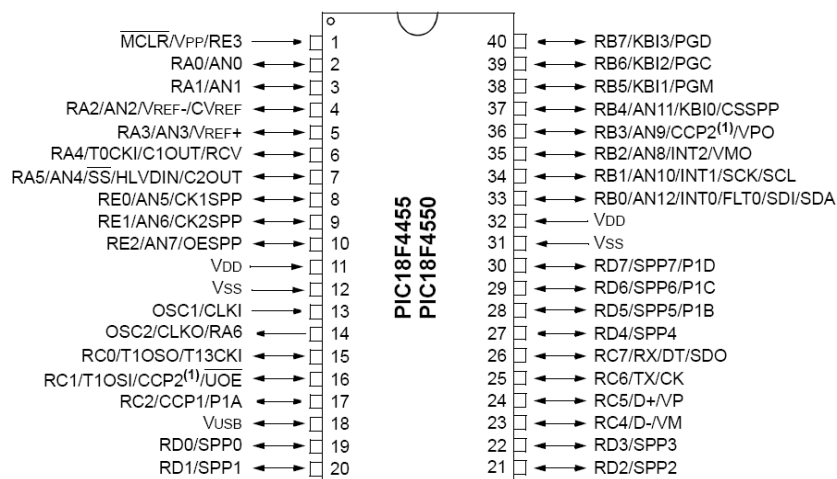 MCLR/VPP/RE3 1
RA0/AN0 2
RA1/AN1 3
RA2/AN2/VREF-/CVREF 4
RA3/AN3/VREF+ 5
RA4/T0CKI/C1OUT/RCV 6
RA5/AN4/SS/HLVDIN/C2OUT 7
RE0/AN5/CK1SPP 8
RE1/AN6/CK2SPP 9
RE2/AN7/OESPP 10
VDD 11
VSS 12
OSC1/CLKI 13
OSC2/CLKO/RA6 14
RC0/T1OSO/T13CKI 15
RC1/T1OSI/CCP2(1)/UOE 16
RC2/CCP1/P1A 17
VUSB 18
RD0/SPP0 19
RD1/SPP1 20
PIC18F4455
PIC18F4550
40 RB7/KBI3/PGD
39 RB6/KBI2/PGC
38 RB5/KBI1/PGM
37 RB4/AN11/KBI0/CSSPP
36 RB3/AN9/CCP2(1)/VPO
35 RB2/AN8/INT2/VMO
34 RB1/AN10/INT1/SCK/SCL
33 RB0/AN12/INT0/FLT0/SDI/SDA
32 VDD
31 VSS
30 RD7/SPP7/P1D
29 RD6/SPP6/P1C
28 RD5/SPP5/P1B
27 RD4/SPP4
26 RC7/RX/DT/SDO
25 RC6/TX/CK
24 RC5/D+/VP
23 RC4/D-/VM
22 RD3/SPP3
21 RD2/SPP2